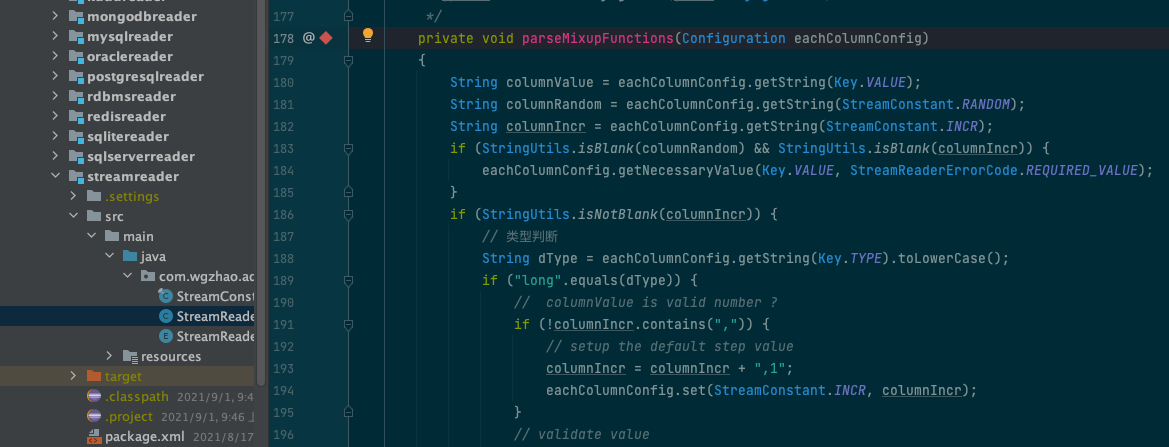 mongodbreader
mysqlreader
oraclereader
postgresqlreader
rdbmsreader
redisreader
sqlitereader
sqlserverreader
streamreader
.settings
src
main
java
com.wgzhao.ad
StreamConst
StreamReade
StreamReade
resources
target
.classpath 2021/9/1, 9:4
.project 2021/9/1, 9:46
package.xml 2021/8/17
177 */
178 @ private void parseMixupFunctions(Configuration eachColumnConfig)
179 {
180 String columnValue = eachColumnConfig.getString(Key.VALUE);
181 String columnRandom = eachColumnConfig.getString(StreamConstant.RANDOM);
182 String columnIncr = eachColumnConfig.getString(StreamConstant.INCR);
183 if (StringUtils.isBlank(columnRandom) && StringUtils.isBlank(columnIncr)) {
184 eachColumnConfig.getNecessaryValue(Key.VALUE, StreamReaderErrorCode.REQUIRED_VALUE);
185 }
186 if (StringUtils.isNotBlank(columnIncr)) {
187 // 类型判断
188 String dType = eachColumnConfig.getString(Key.TYPE).toLowerCase();
189 if ("long".equals(dType)) {
190 // columnValue is valid number ?
191 if (!columnIncr.contains(",")) {
192 // setup the default step value
193 columnIncr = columnIncr + ",1";
194 eachColumnConfig.set(StreamConstant.INCR, columnIncr);
195 }
196 // validate value